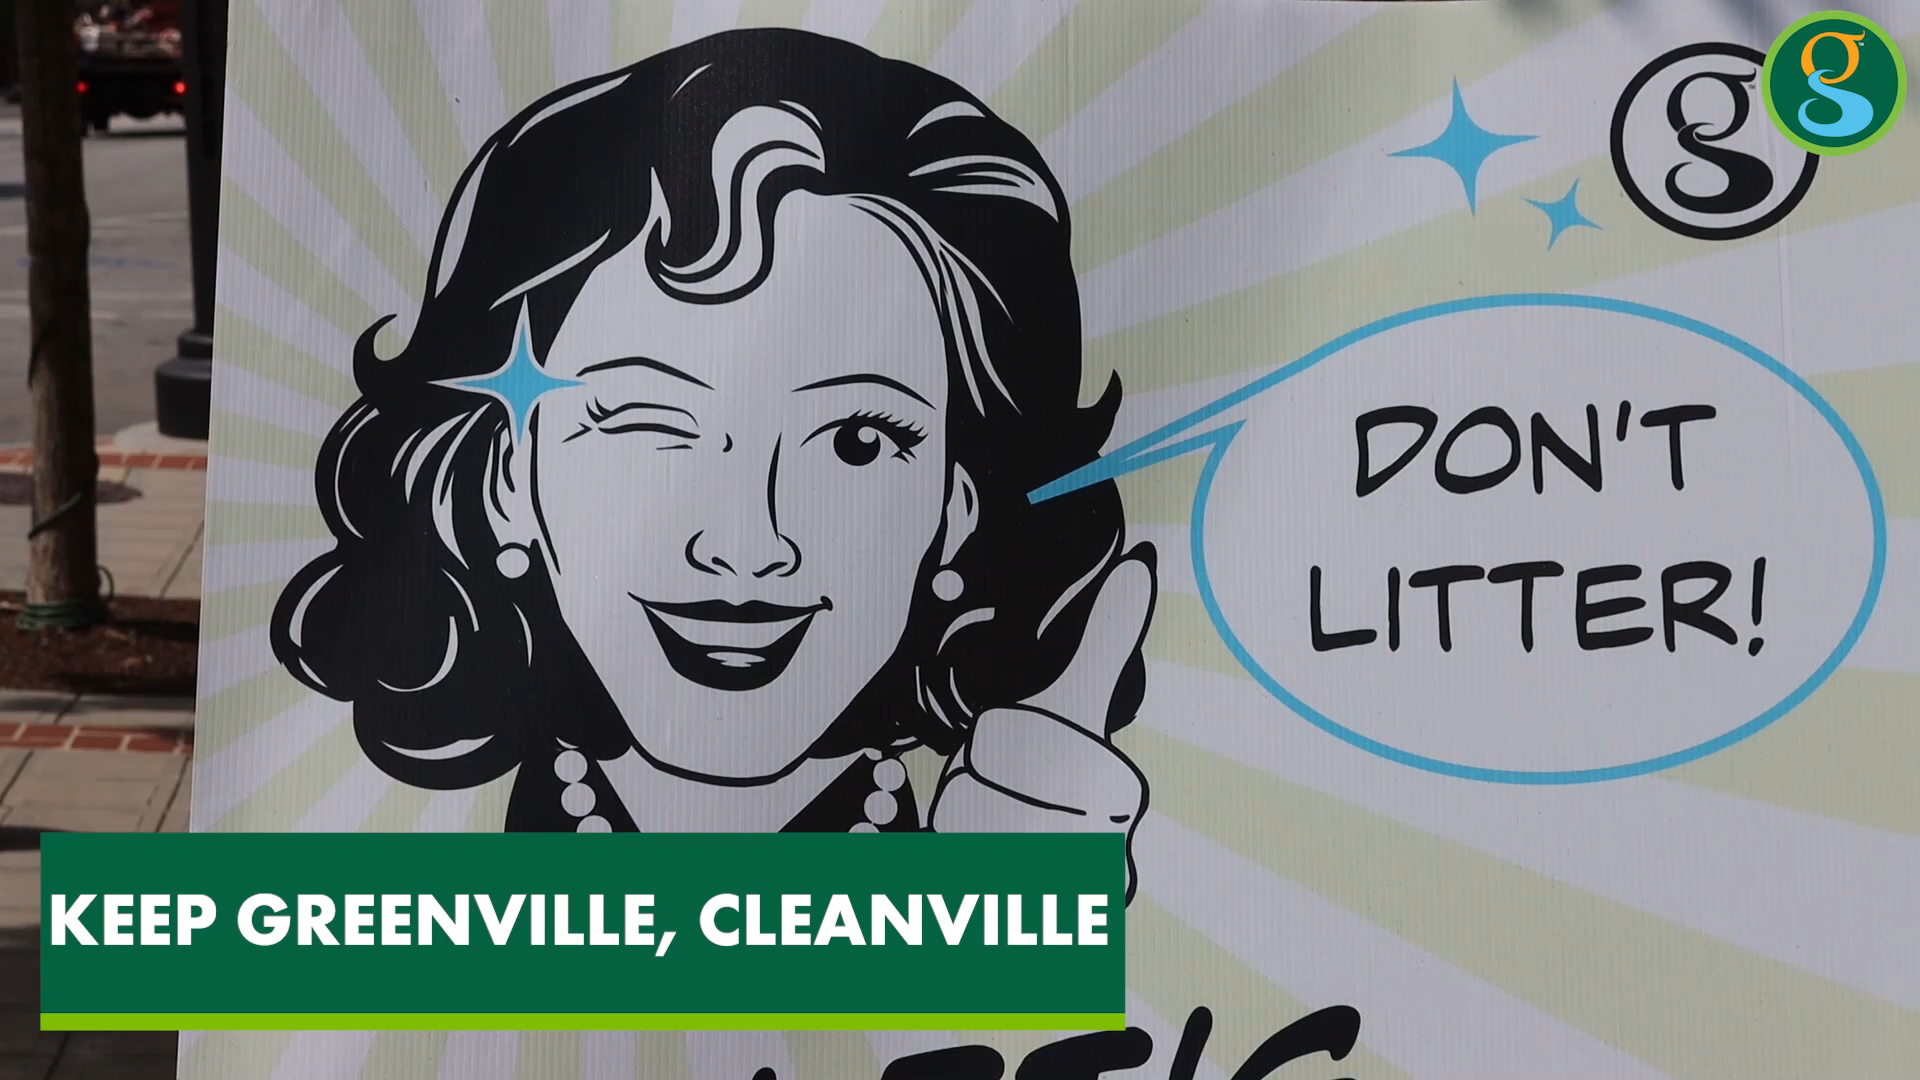 g
g
DON'T
LITTER!
KEEP GREENVILLE, CLEANVILLE